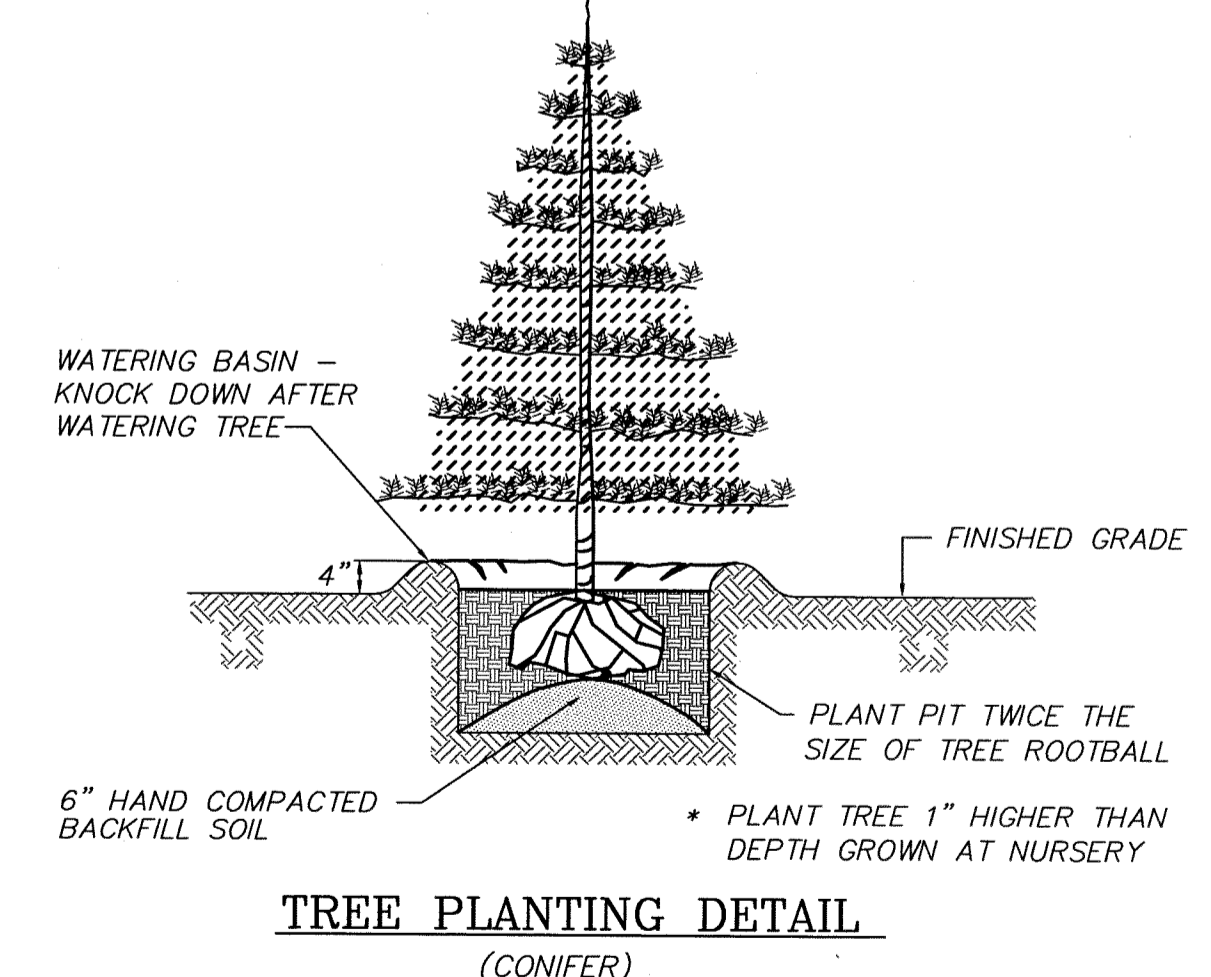 WATERING BASIN –
KNOCK DOWN AFTER
WATERING TREE
4"
FINISHED GRADE
PLANT PIT TWICE THE
SIZE OF TREE ROOTBALL
6" HAND COMPACTED
BACKFILL SOIL
* PLANT TREE 1" HIGHER THAN
DEPTH GROWN AT NURSERY
TREE PLANTING DETAIL
(CONIFER)